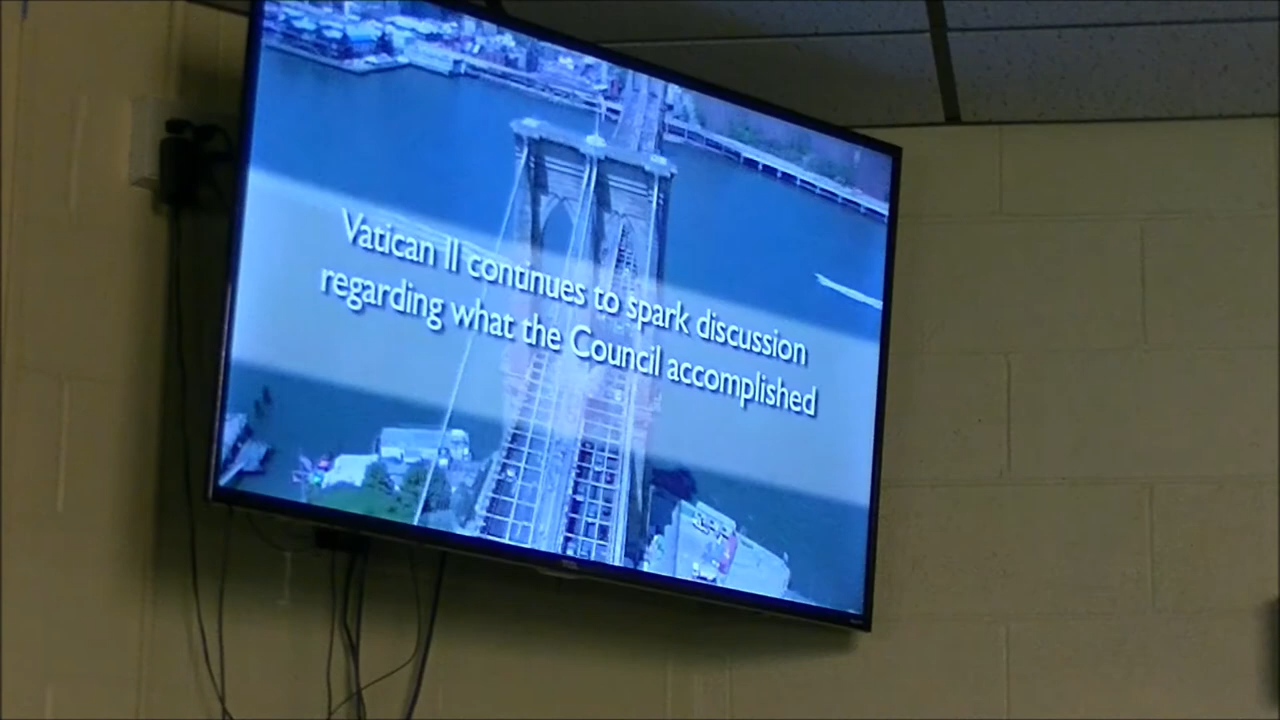 Vatican II continues to spark discussion
regarding what the Council accomplished